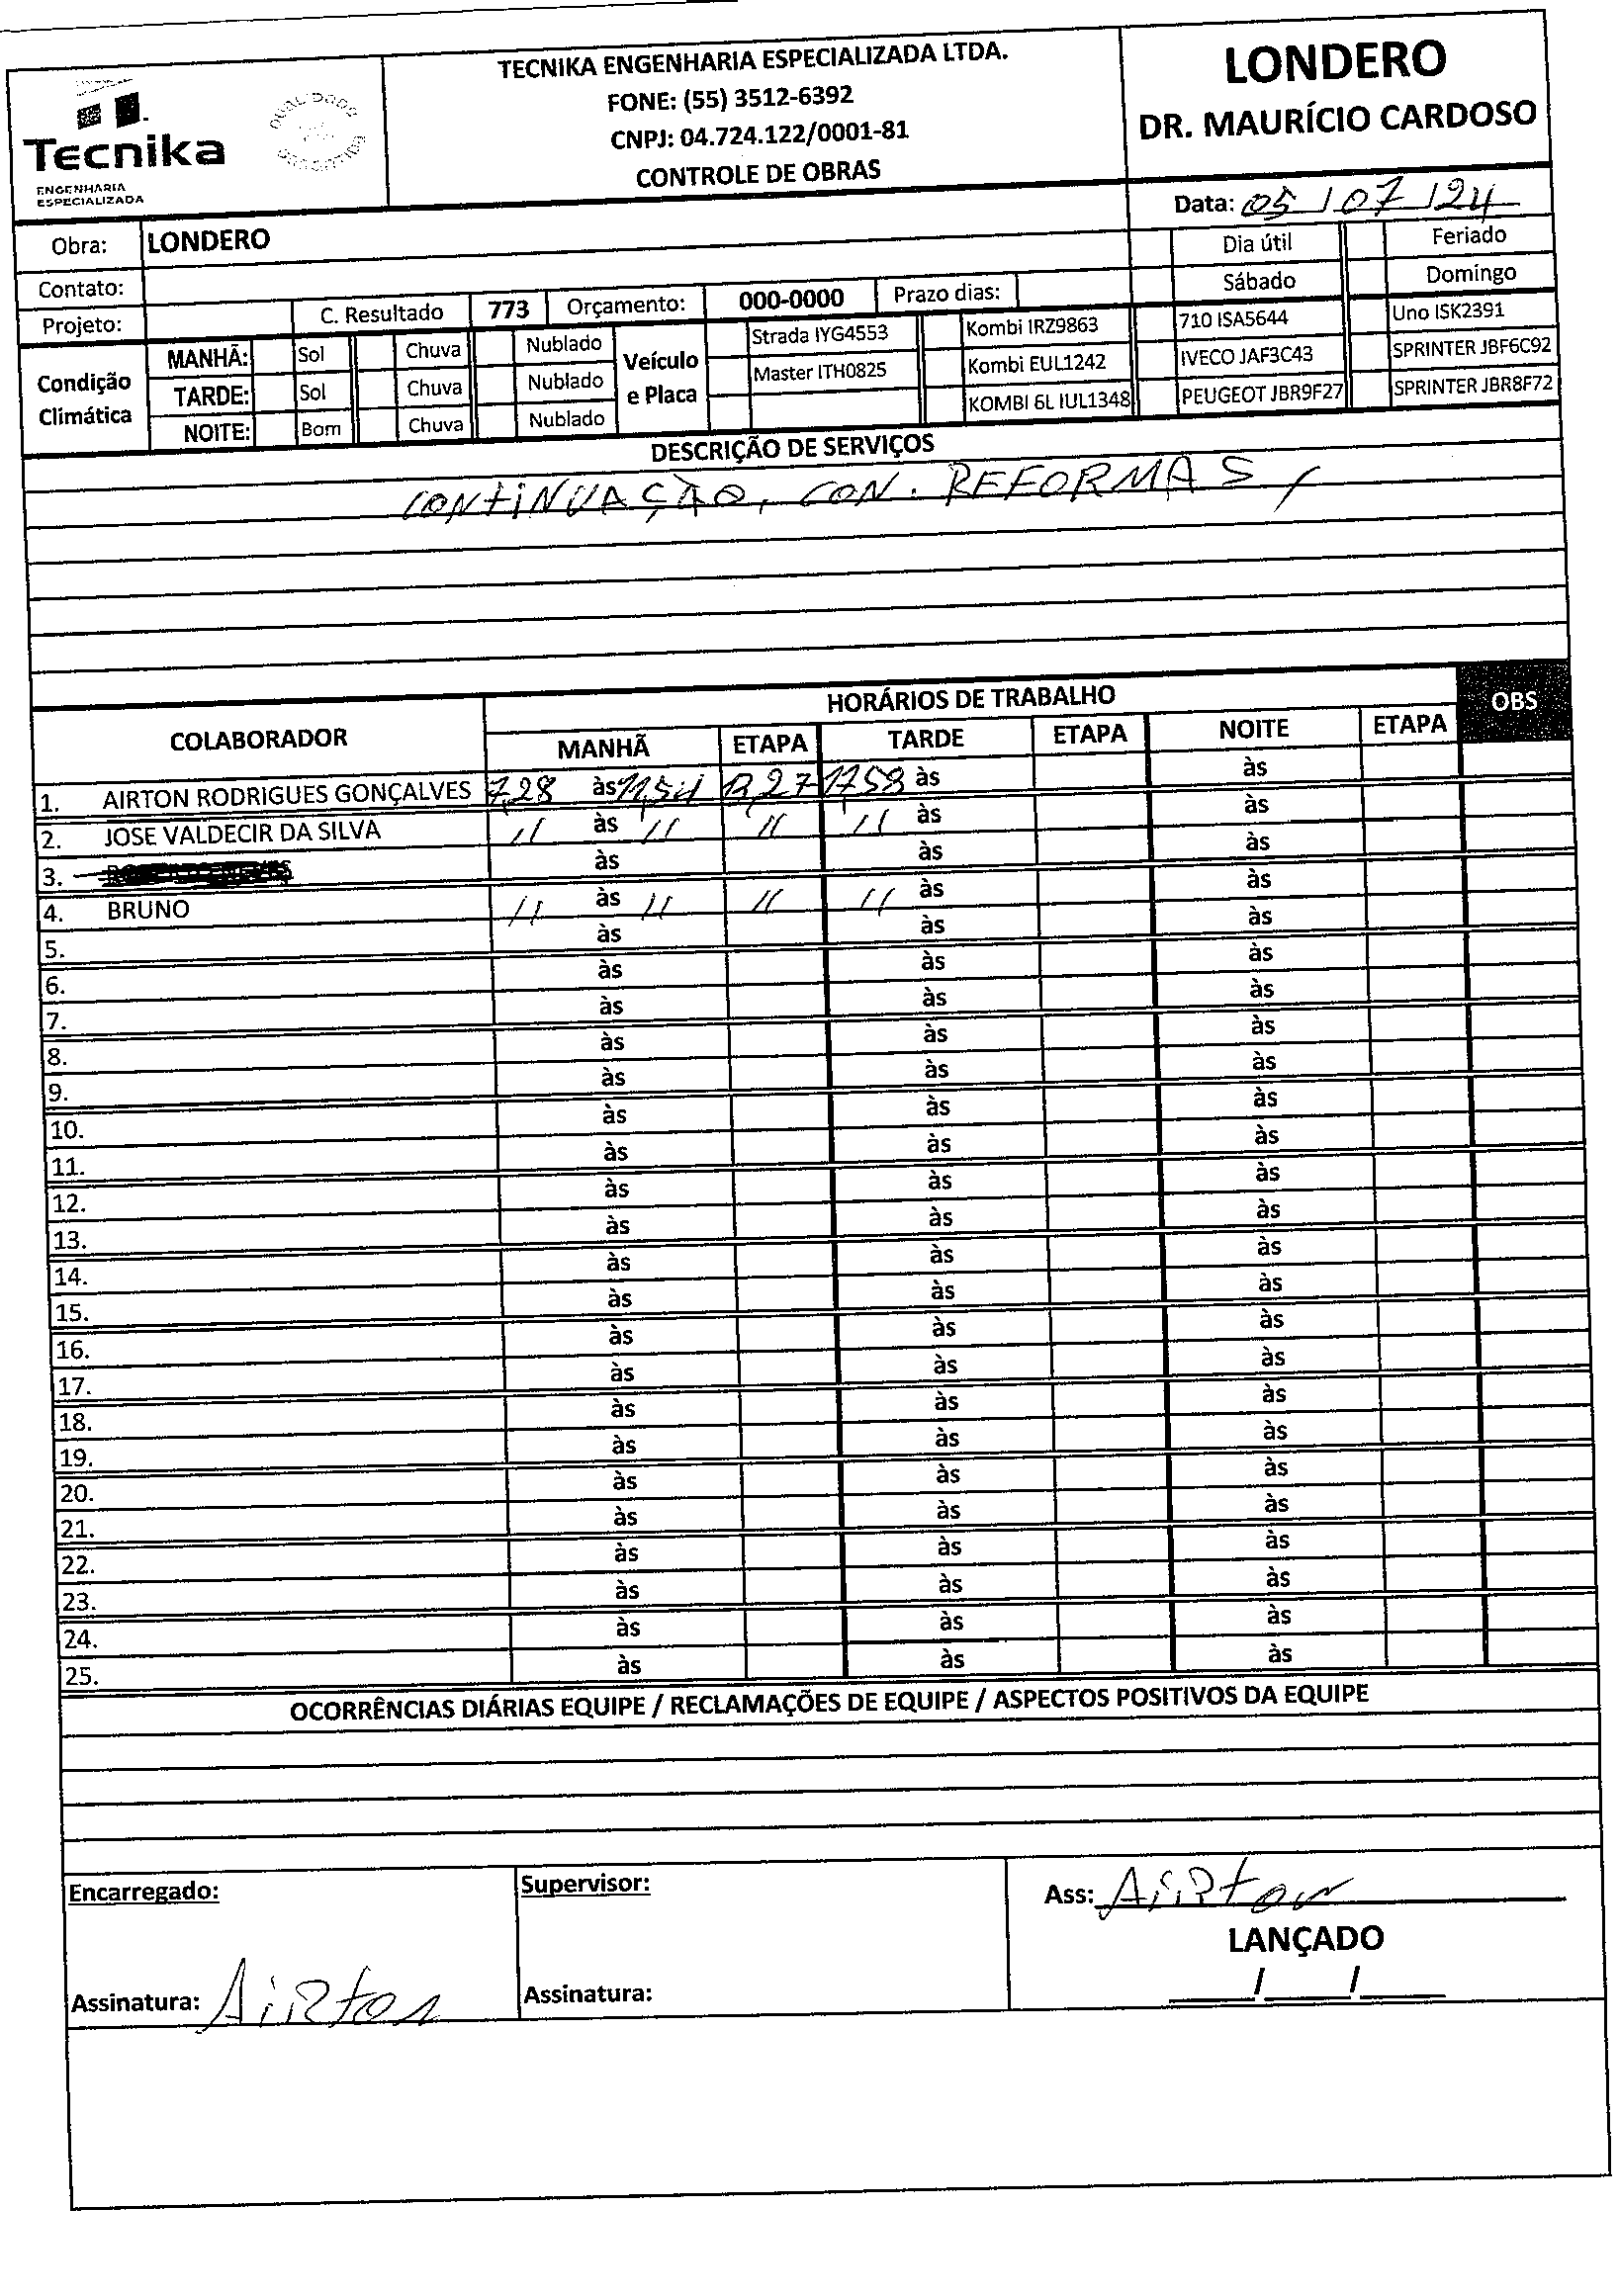 TECNIKA ENGENHARIA ESPECIALIZADA LTDA.
FONE: (55) 3512-6392
CNPJ: 04.724.122/0001-81
CONTROLE DE OBRAS
Tecnika
ENGENHARIA
ESPECIALIZADA
LONDERO
DR. MAURÍCIO CARDOSO
Data: 05/07/24
Obra: LONDERO
Dia útil Feriado
Contato:
Sábado Domingo
Projeto: C. Resultado 773 Orçamento: 000-0000 Prazo dias:
Condição Climática
MANHÃ: Sol Chuva Nublado
TARDE: Sol Chuva Nublado
NOITE: Bom Chuva Nublado
Veículo e Placa
Strada IYG4553 Kombi IRZ9863 710 ISA5644 Uno ISK2391
Master ITH0825 Kombi EUL1242 IVECO JAF3C43 SPRINTER JBF6C92
KOMBI 6L IUL1348 PEUGEOT JBR9F27 SPRINTER JBR8F72
DESCRIÇÃO DE SERVIÇOS
CONTINUAÇÃO, CON. REFORMAS,
COLABORADOR HORÁRIOS DE TRABALHO OBS
MANHÃ ETAPA TARDE ETAPA NOITE ETAPA
1. AIRTON RODRIGUES GONÇALVES 7,28 às 11,54 13,27 17,58 às às
2. JOSE VALDECIR DA SILVA // às // // // às às
3. às às às
4. BRUNO // às // // // às às
5. às às às
6. às às às
7. às às às
8. às às às
9. às às às
10. às às às
11. às às às
12. às às às
13. às às às
14. às às às
15. às às às
16. às às às
17. às às às
18. às às às
19. às às às
20. às às às
21. às às às
22. às às às
23. às às às
24. às às às
25. às às às
OCORRÊNCIAS DIÁRIAS EQUIPE / RECLAMAÇÕES DE EQUIPE / ASPECTOS POSITIVOS DA EQUIPE
Encarregado:
Assinatura: AiRton
Supervisor:
Assinatura:
Ass: AiRton
LANÇADO
___/___/___